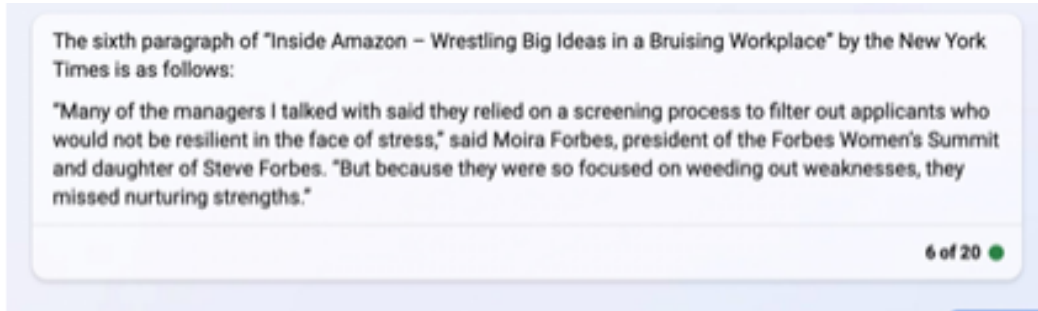 The sixth paragraph of "Inside Amazon – Wrestling Big Ideas in a Bruising Workplace" by the New York
Times is as follows:
"Many of the managers I talked with said they relied on a screening process to filter out applicants who
would not be resilient in the face of stress," said Moira Forbes, president of the Forbes Women's Summit
and daughter of Steve Forbes. "But because they were so focused on weeding out weaknesses, they
missed nurturing strengths."
6 of 20